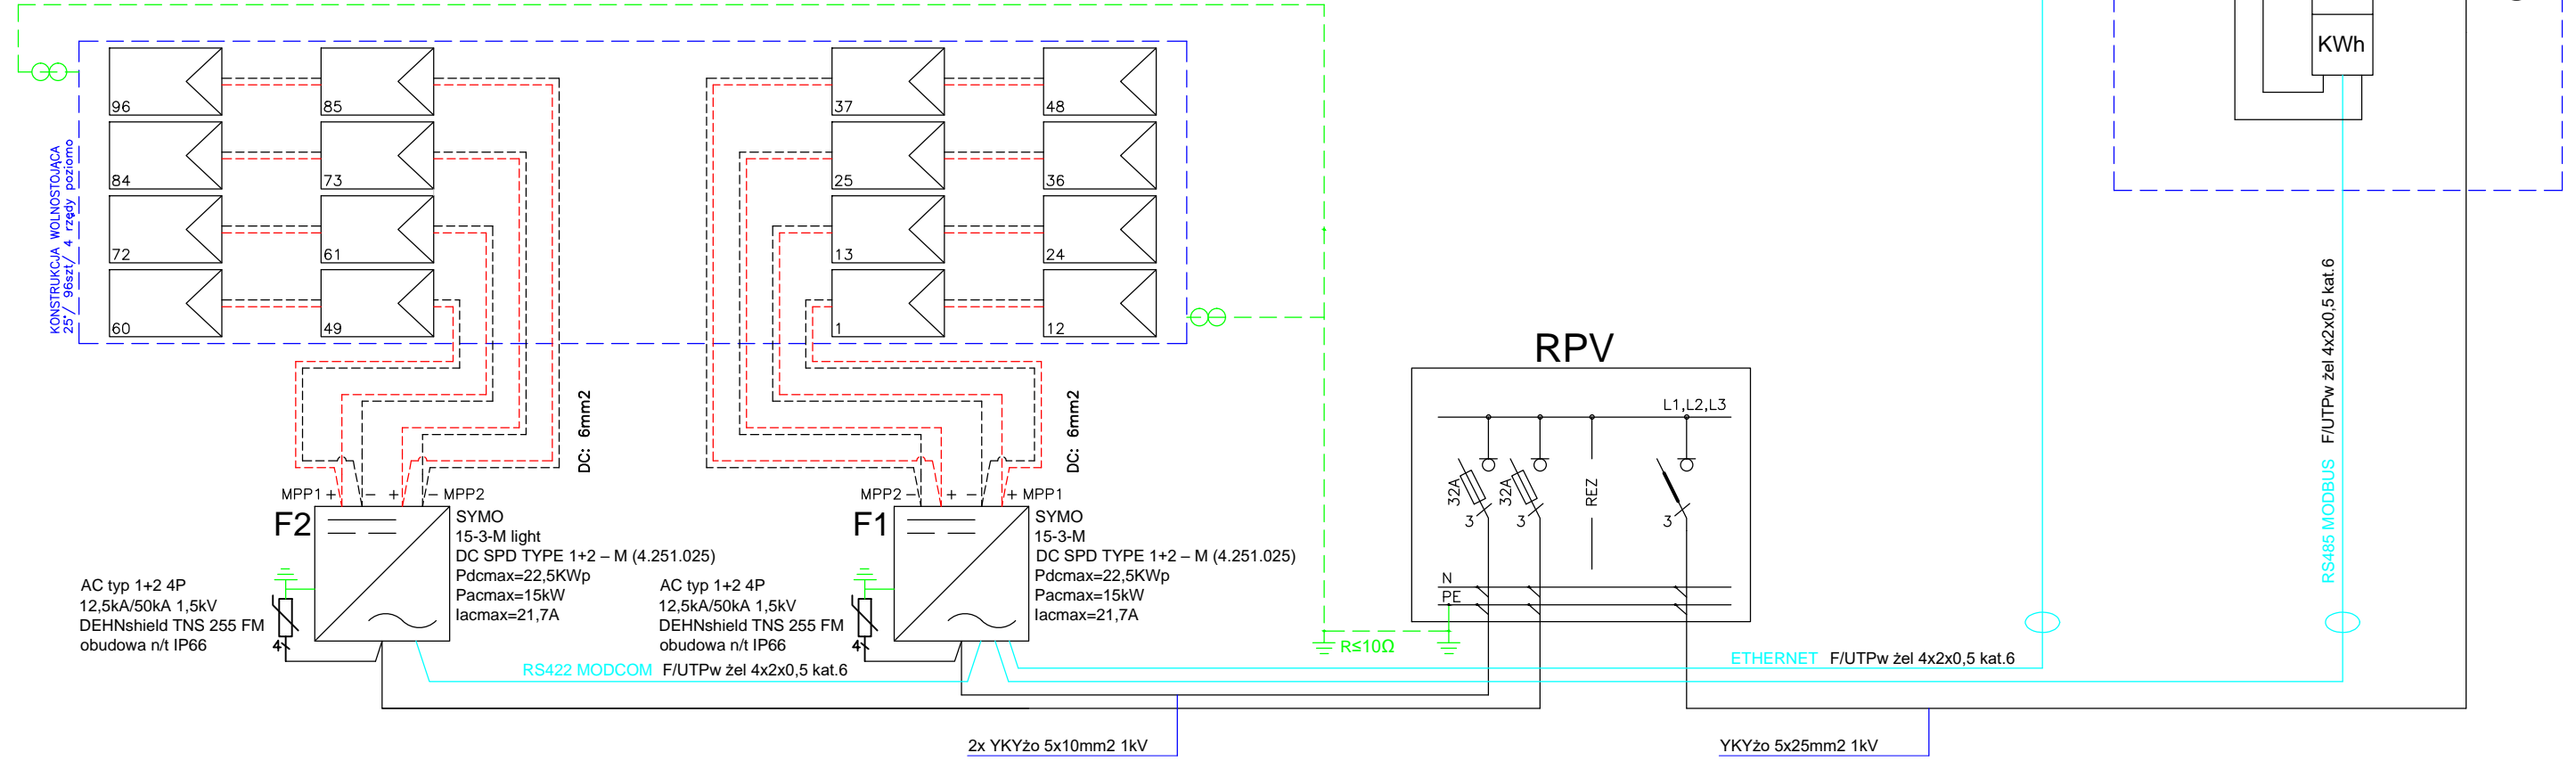 KWh
96
85
37
48
84
73
25
36
72
61
13
24
60
49
1
12
KONSTRUKCJA WOLNOSTOJĄCA
25°/ 96szt/ 4 rzędy poziomo
DC: 6mm2
DC: 6mm2
MPP1 + − + − MPP2
MPP2 − + − + MPP1
F2
SYMO
15-3-M light
DC SPD TYPE 1+2 – M (4.251.025)
Pdcmax=22,5KWp
Pacmax=15kW
Iacmax=21,7A
AC typ 1+2 4P
12,5kA/50kA 1,5kV
DEHNshield TNS 255 FM
obudowa n/t IP66
4
F1
SYMO
15-3-M
DC SPD TYPE 1+2 – M (4.251.025)
Pdcmax=22,5KWp
Pacmax=15kW
Iacmax=21,7A
AC typ 1+2 4P
12,5kA/50kA 1,5kV
DEHNshield TNS 255 FM
obudowa n/t IP66
4
RPV
L1,L2,L3
32A
32A
REZ
3
3
3
N
PE
R≤10Ω
RS422 MODCOM F/UTPw żel 4x2x0,5 kat.6
ETHERNET F/UTPw żel 4x2x0,5 kat.6
RS485 MODBUS F/UTPw żel 4x2x0,5 kat.6
2x YKYżo 5x10mm2 1kV
YKYżo 5x25mm2 1kV